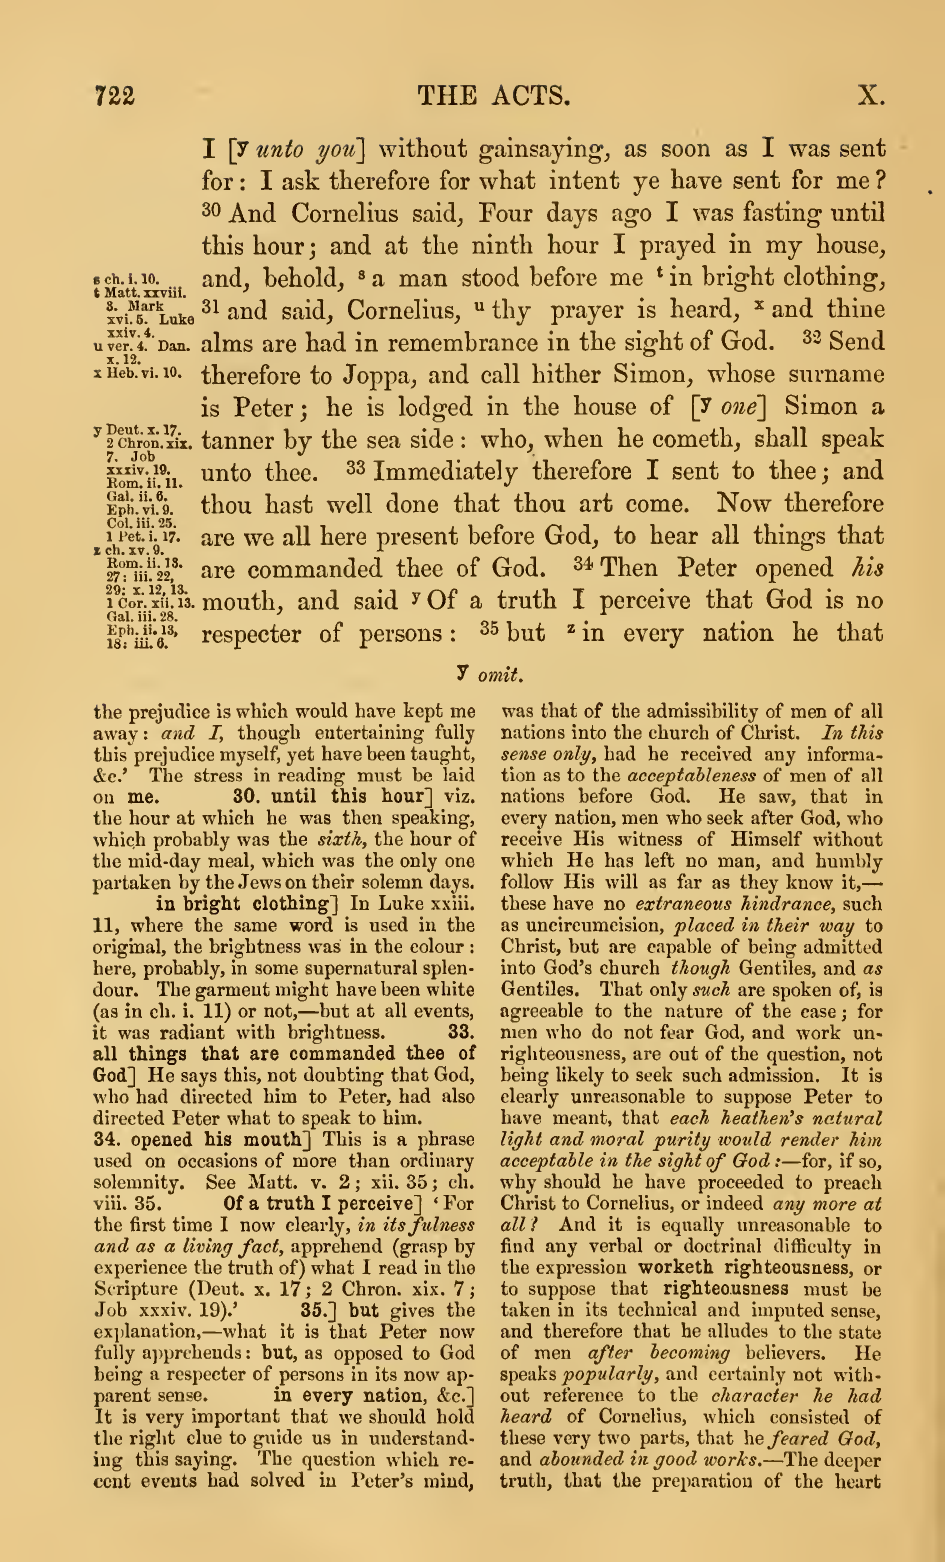 722
THE ACTS.
X.
I [y unto you] without gainsaying, as soon as I was sent
for: I ask therefore for what intent ye have sent for me?
30 And Cornelius said, Four days ago I was fasting until
this hour; and at the ninth hour I prayed in my house,
and, behold, s a man stood before me t in bright clothing,
31 and said, Cornelius, u thy prayer is heard, x and thine
alms are had in remembrance in the sight of God. 32 Send
therefore to Joppa, and call hither Simon, whose surname
is Peter; he is lodged in the house of [y one] Simon a
tanner by the sea side: who, when he cometh, shall speak
unto thee. 33 Immediately therefore I sent to thee; and
thou hast well done that thou art come. Now therefore
are we all here present before God, to hear all things that
are commanded thee of God. 34 Then Peter opened his
mouth, and said y Of a truth I perceive that God is no
respecter of persons: 35 but z in every nation he that
s ch. i. 10.
t Matt. xxviii.
3. Mark
xvi. 5. Luke
xxiv. 4.
u ver. 4. Dan.
x. 12.
x Heb. vi. 10.
y Deut. x. 17.
2 Chron. xix.
7. Job
xxxiv. 19.
Rom. ii. 11.
Gal. ii. 6.
Eph. vi. 9.
Col. iii. 25.
1 Pet. i. 17.
z ch. xv. 9.
Rom. ii. 13.
27: iii. 22,
29: x. 12, 13.
1 Cor. xii. 13.
Gal. iii. 28.
Eph. ii. 13,
18: iii. 6.
y omit.
the prejudice is which would have kept me
away: and I, though entertaining fully
this prejudice myself, yet have been taught,
&c.' The stress in reading must be laid
on me. 30. until this hour] viz.
the hour at which he was then speaking,
which probably was the sixth, the hour of
the mid-day meal, which was the only one
partaken by the Jews on their solemn days.
in bright clothing] In Luke xxiii.
11, where the same word is used in the
original, the brightness was in the colour:
here, probably, in some supernatural splen-
dour. The garment might have been white
(as in ch. i. 11) or not,—but at all events,
it was radiant with brightness. 33.
all things that are commanded thee of
God] He says this, not doubting that God,
who had directed him to Peter, had also
directed Peter what to speak to him.
34. opened his mouth] This is a phrase
used on occasions of more than ordinary
solemnity. See Matt. v. 2; xii. 35; ch.
viii. 35. Of a truth I perceive] 'For
the first time I now clearly, in its fulness
and as a living fact, apprehend (grasp by
experience the truth of) what I read in the
Scripture (Deut. x. 17; 2 Chron. xix. 7;
Job xxxiv. 19).' 35.] but gives the
explanation,—what it is that Peter now
fully apprehends: but, as opposed to God
being a respecter of persons in its now ap-
parent sense. in every nation, &c.]
It is very important that we should hold
the right clue to guide us in understand-
ing this saying. The question which re-
cent events had solved in Peter's mind,
was that of the admissibility of men of all
nations into the church of Christ. In this
sense only, had he received any informa-
tion as to the acceptableness of men of all
nations before God. He saw, that in
every nation, men who seek after God, who
receive His witness of Himself without
which He has left no man, and humbly
follow His will as far as they know it,—
these have no extraneous hindrance, such
as uncircumcision, placed in their way to
Christ, but are capable of being admitted
into God's church though Gentiles, and as
Gentiles. That only such are spoken of, is
agreeable to the nature of the case; for
men who do not fear God, and work un-
righteousness, are out of the question, not
being likely to seek such admission. It is
clearly unreasonable to suppose Peter to
have meant, that each heathen's natural
light and moral purity would render him
acceptable in the sight of God:—for, if so,
why should he have proceeded to preach
Christ to Cornelius, or indeed any more at
all? And it is equally unreasonable to
find any verbal or doctrinal difficulty in
the expression worketh righteousness, or
to suppose that righteousness must be
taken in its technical and imputed sense,
and therefore that he alludes to the state
of men after becoming believers. He
speaks popularly, and certainly not with-
out reference to the character he had
heard of Cornelius, which consisted of
these very two parts, that he feared God,
and abounded in good works.—The deeper
truth, that the preparation of the heart